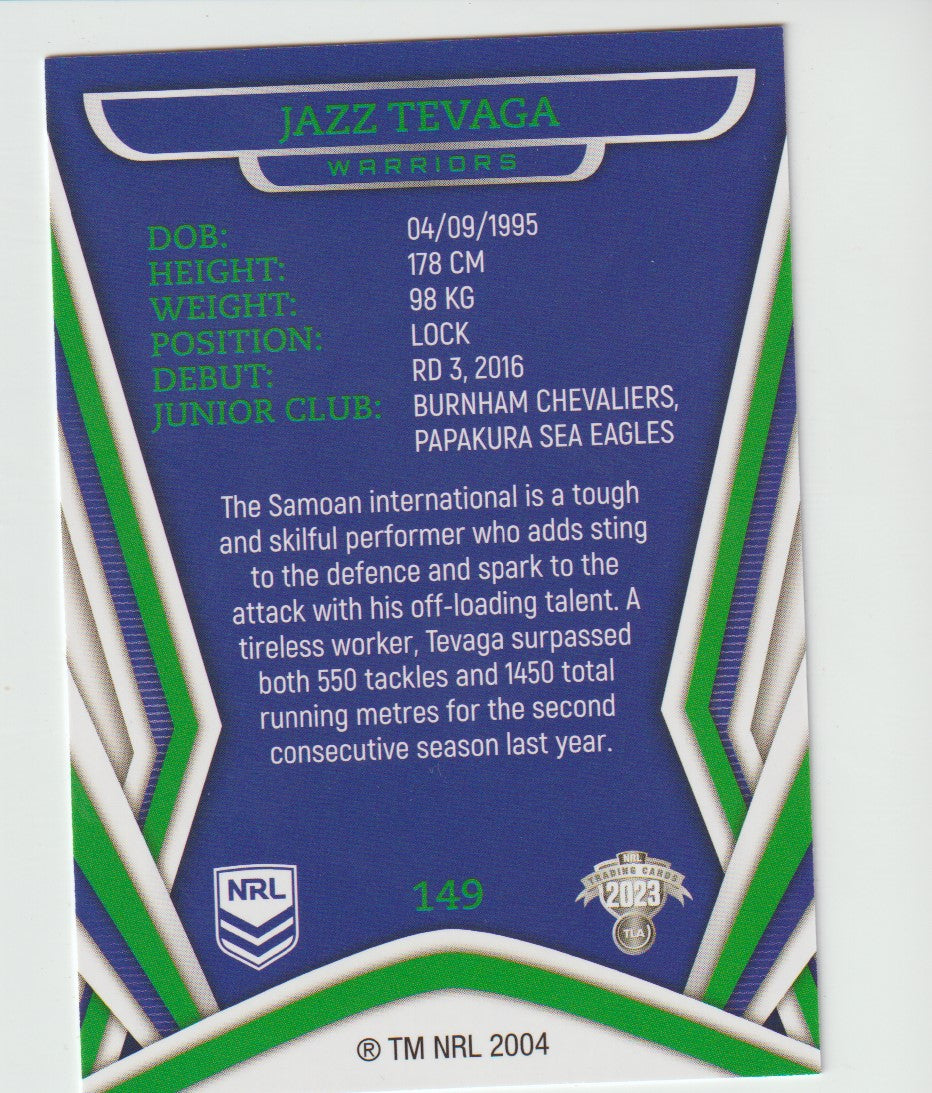 JAZZ TEVAGA
WARRIORS
DOB: 04/09/1995
HEIGHT: 178 CM
WEIGHT: 98 KG
POSITION: LOCK
DEBUT: RD 3, 2016
JUNIOR CLUB: BURNHAM CHEVALIERS,
PAPAKURA SEA EAGLES
The Samoan international is a tough
and skilful performer who adds sting
to the defence and spark to the
attack with his off-loading talent. A
tireless worker, Tevaga surpassed
both 550 tackles and 1450 total
running metres for the second
consecutive season last year.
NRL
149
NRL
TRADING CARDS
2023
TLA
® TM NRL 2004